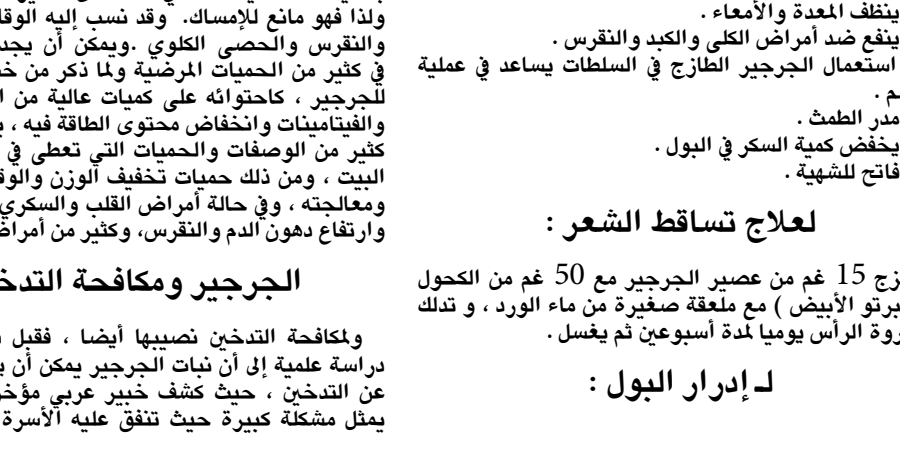 ينظف المعدة والأمعاء .
ينفع ضد أمراض الكلى والكبد والنقرس .
استعمال الجرجير الطازج في السلطات يساعد في عملية
مدر الطمث .
يخفض كمية السكر في البول .
فاتح للشهية .
لعلاج تساقط الشعر :
15 غم من عصير الجرجير مع 50 غم من الكحول
الأبيض ) مع ملعقة صغيرة من ماء الورد ، و تدلك
الرأس يوميا لمدة أسبوعين ثم يغسل .
لـ إدرار البول :
ولذا فهو مانع للإمساك. وقد نسب إليه
والنقرس والحصى الكلوي .ويمكن أن
في كثير من الحميات المرضية ولما ذكر من
للجرجير ، كاحتوائه على كميات عالية من
والفيتامينات وانخفاض محتوى الطاقة فيه ،
كثير من الوصفات والحميات التي تعطى في
البيت ، ومن ذلك حميات تخفيف الوزن
ومعالجته ، وفي حالة أمراض القلب والسكري
وارتفاع دهون الدم والنقرس، وكثير من
الجرجير ومكافحة
ولمكافحة التدخين نصيبها أيضا ، فقبل
دراسة علمية إلى أن نبات الجرجير يمكن أن
عن التدخين ، حيث كشف خبير عربي
يمثل مشكلة كبيرة حيث تنفق عليه الأسرة